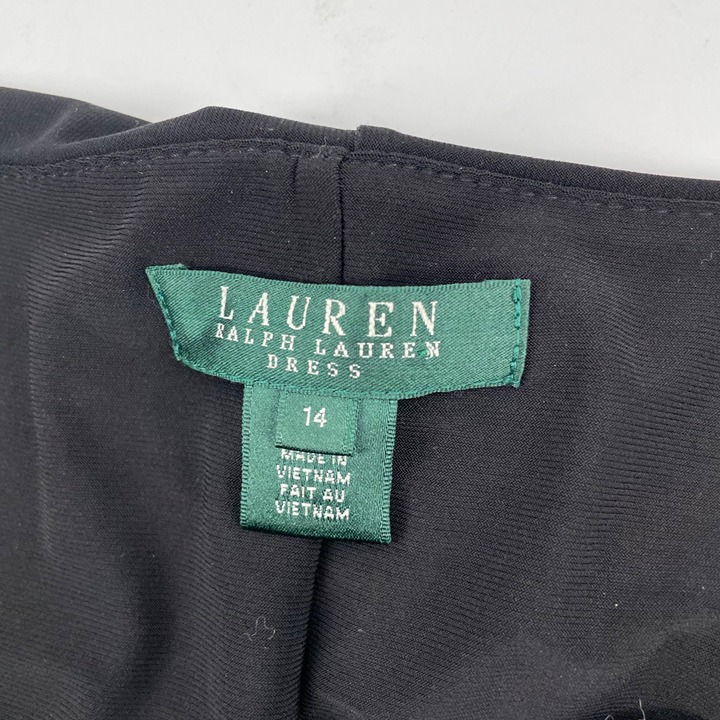 LAUREN
RALPH LAUREN
DRESS
14
MADE IN
VIETNAM
FAIT AU
VIETNAM